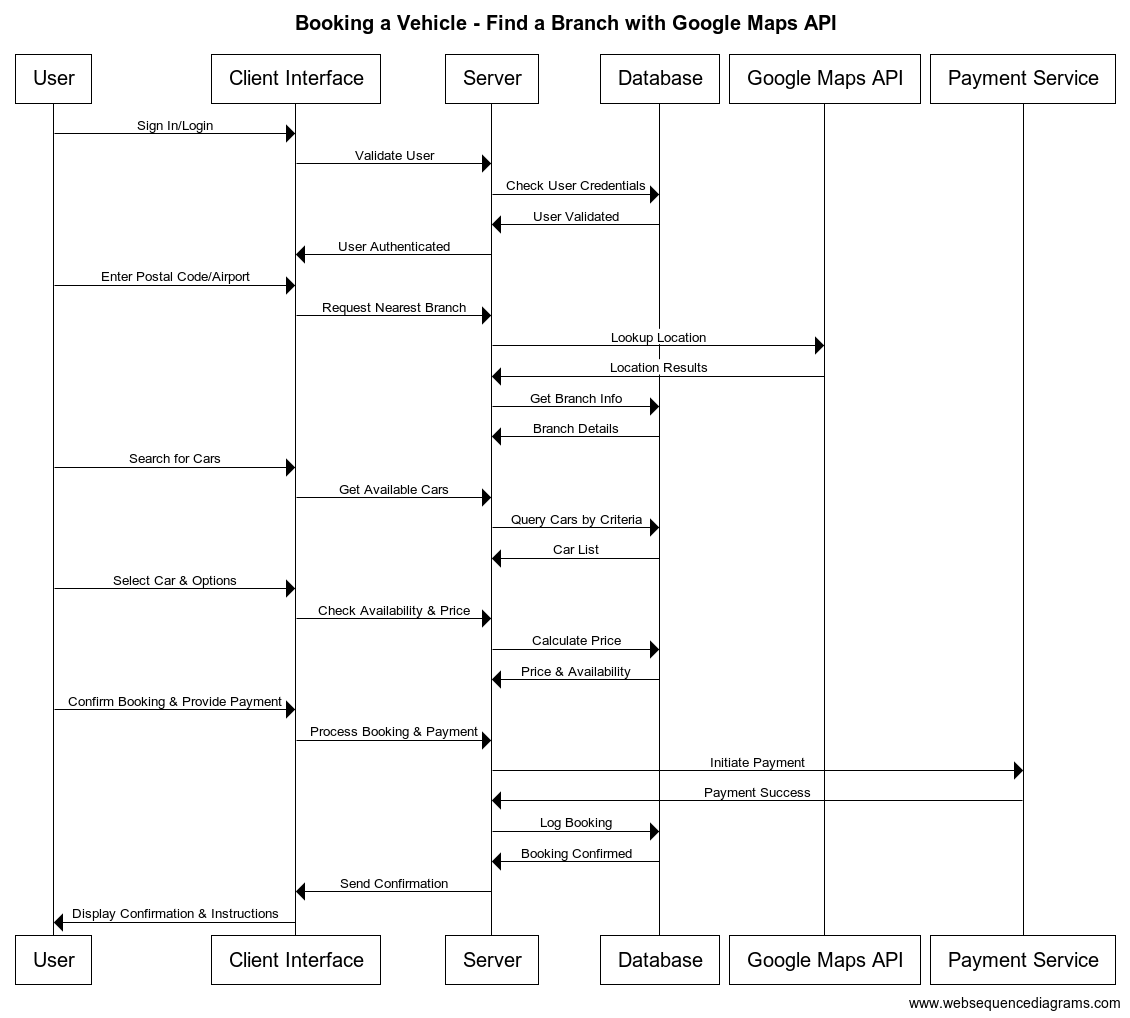 Booking a Vehicle - Find a Branch with Google Maps API
User
Client Interface
Server
Database
Google Maps API
Payment Service
Sign In/Login
Validate User
Check User Credentials
User Validated
User Authenticated
Enter Postal Code/Airport
Request Nearest Branch
Lookup Location
Location Results
Get Branch Info
Branch Details
Search for Cars
Get Available Cars
Query Cars by Criteria
Car List
Select Car & Options
Check Availability & Price
Calculate Price
Price & Availability
Confirm Booking & Provide Payment
Process Booking & Payment
Initiate Payment
Payment Success
Log Booking
Booking Confirmed
Send Confirmation
Display Confirmation & Instructions
User
Client Interface
Server
Database
Google Maps API
Payment Service
www.websequencediagrams.com